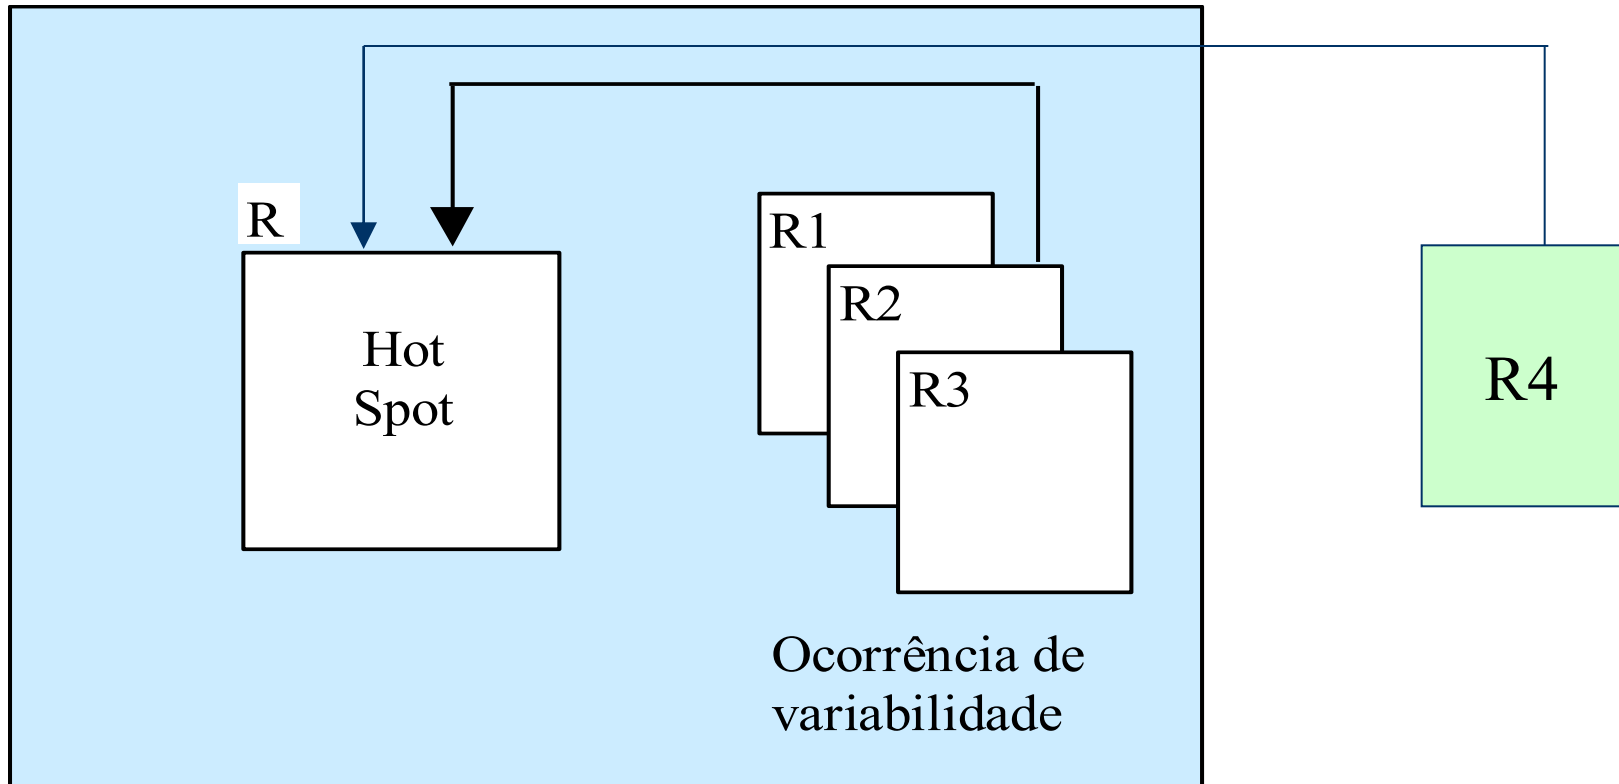 R
Hot
Spot
R1
R2
R3
R4
Ocorrência de
variabilidade